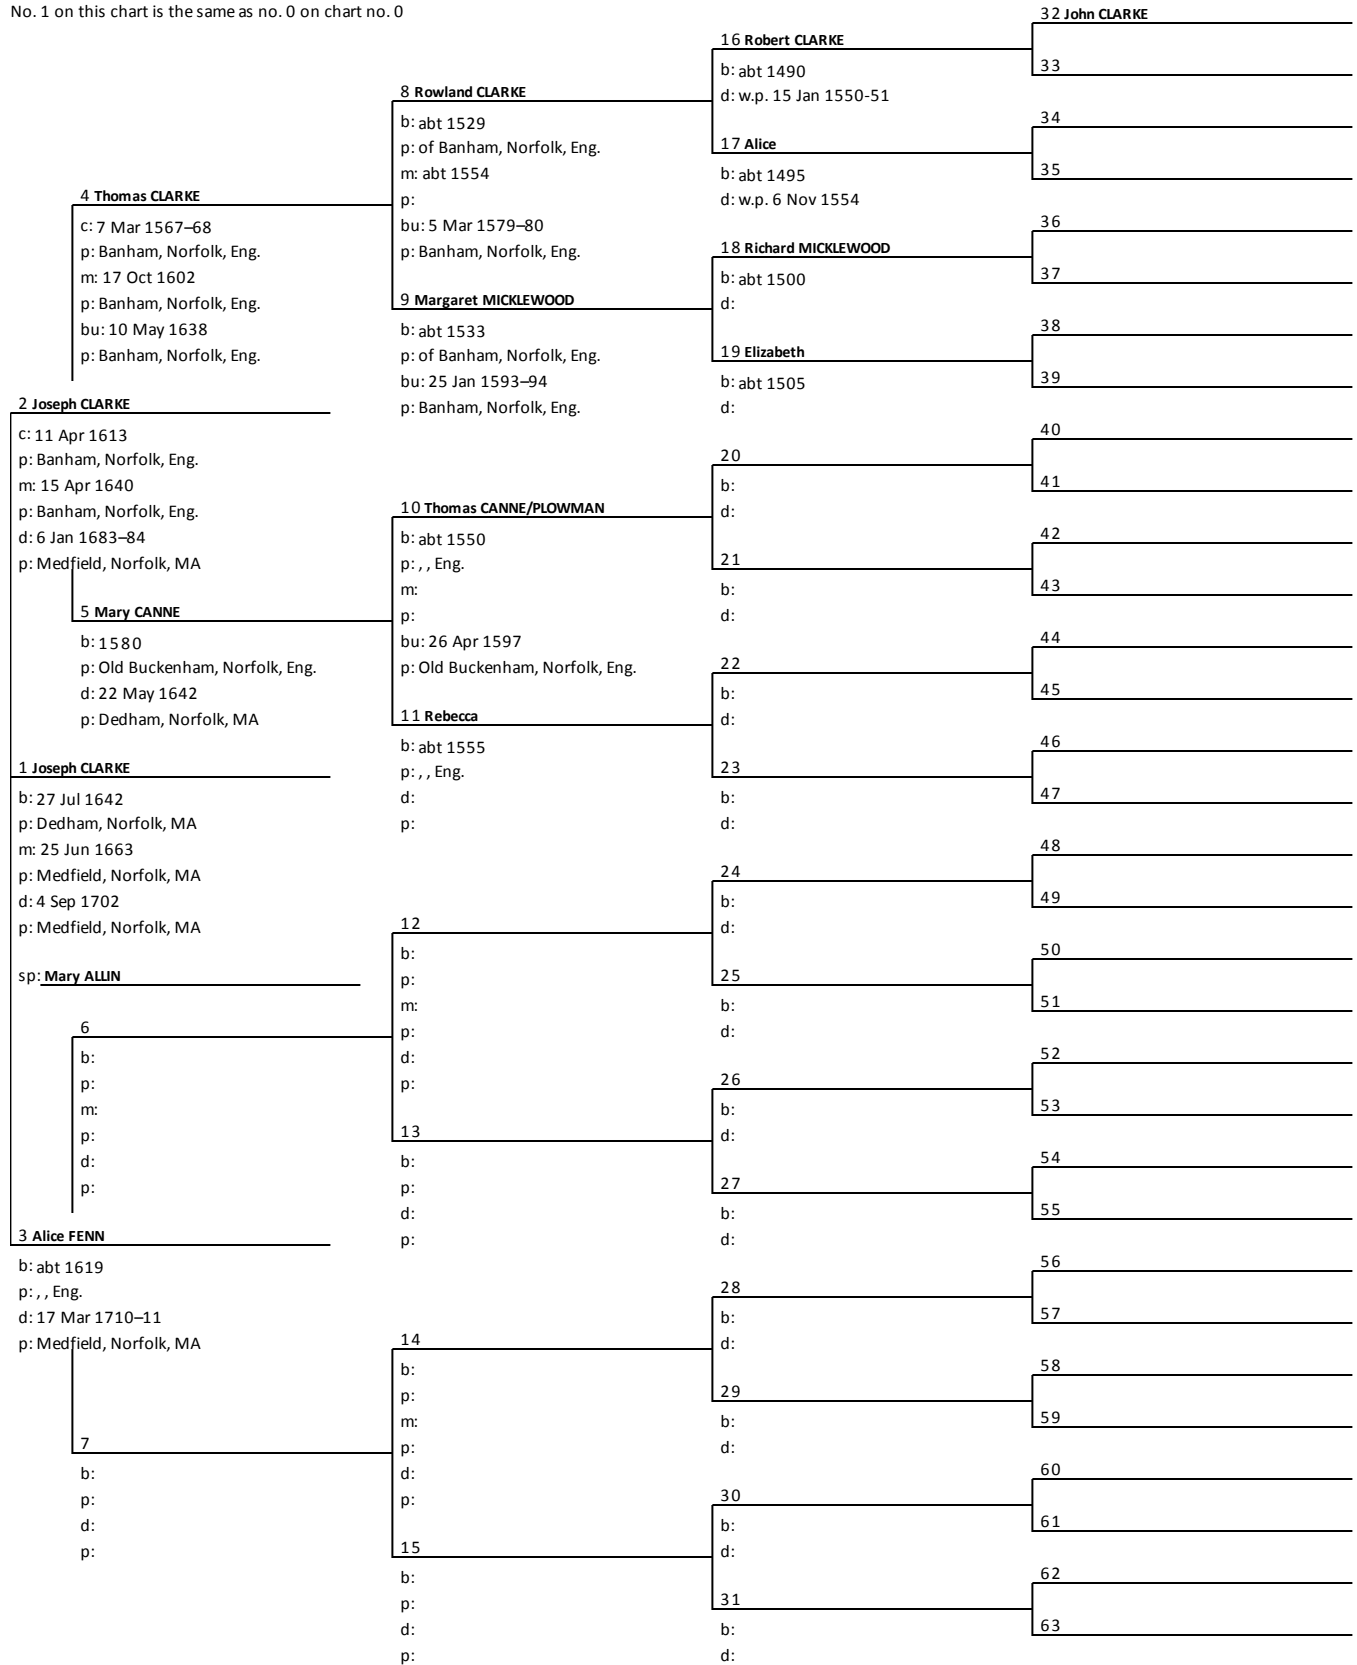 No. 1 on this chart is the same as no. 0 on chart no. 0
4 Thomas CLARKE
c: 7 Mar 1567–68
p: Banham, Norfolk, Eng.
m: 17 Oct 1602
p: Banham, Norfolk, Eng.
bu: 10 May 1638
p: Banham, Norfolk, Eng.
2 Joseph CLARKE
c: 11 Apr 1613
p: Banham, Norfolk, Eng.
m: 15 Apr 1640
p: Banham, Norfolk, Eng.
d: 6 Jan 1683–84
p: Medfield, Norfolk, MA
5 Mary CANNE
b: 1580
p: Old Buckenham, Norfolk, Eng.
d: 22 May 1642
p: Dedham, Norfolk, MA
1 Joseph CLARKE
b: 27 Jul 1642
p: Dedham, Norfolk, MA
m: 25 Jun 1663
p: Medfield, Norfolk, MA
d: 4 Sep 1702
p: Medfield, Norfolk, MA
sp: Mary ALLIN
6
b:
p:
m:
p:
d:
p:
3 Alice FENN
b: abt 1619
p: , , Eng.
d: 17 Mar 1710–11
p: Medfield, Norfolk, MA
7
b:
p:
d:
p:
8 Rowland CLARKE
b: abt 1529
p: of Banham, Norfolk, Eng.
m: abt 1554
p:
bu: 5 Mar 1579–80
p: Banham, Norfolk, Eng.
9 Margaret MICKLEWOOD
b: abt 1533
p: of Banham, Norfolk, Eng.
bu: 25 Jan 1593–94
p: Banham, Norfolk, Eng.
10 Thomas CANNE/PLOWMAN
b: abt 1550
p: , , Eng.
m:
p:
bu: 26 Apr 1597
p: Old Buckenham, Norfolk, Eng.
11 Rebecca
b: abt 1555
p: , , Eng.
d:
p:
12
b:
p:
m:
p:
d:
p:
13
b:
p:
d:
p:
14
b:
p:
m:
p:
d:
p:
15
b:
p:
d:
p:
16 Robert CLARKE
b: abt 1490
d: w.p. 15 Jan 1550-51
17 Alice
b: abt 1495
d: w.p. 6 Nov 1554
18 Richard MICKLEWOOD
b: abt 1500
d:
19 Elizabeth
b: abt 1505
d:
20
b:
d:
21
b:
d:
22
b:
d:
23
b:
d:
24
b:
d:
25
b:
d:
26
b:
d:
27
b:
d:
28
b:
d:
29
b:
d:
30
b:
d:
31
b:
d:
32 John CLARKE
33
34
35
36
37
38
39
40
41
42
43
44
45
46
47
48
49
50
51
52
53
54
55
56
57
58
59
60
61
62
63